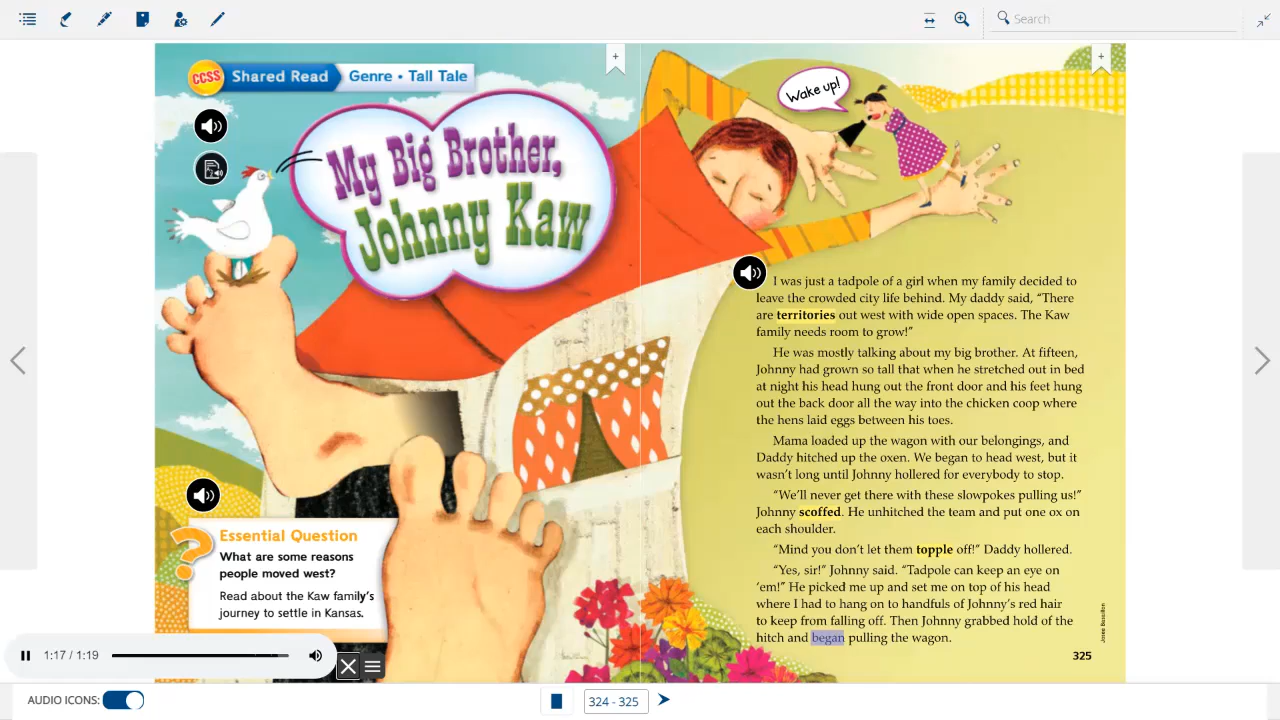 Search
CCSS Shared Read Genre • Tall Tale
+
+
Wake up!
My Big Brother,
Johnny Kaw
I was just a tadpole of a girl when my family decided to
leave the crowded city life behind. My daddy said, “There
are territories out west with wide open spaces. The Kaw
family needs room to grow!”
He was mostly talking about my big brother. At fifteen,
Johnny had grown so tall that when he stretched out in bed
at night his head hung out the front door and his feet hung
out the back door all the way into the chicken coop where
the hens laid eggs between his toes.
Mama loaded up the wagon with our belongings, and
Daddy hitched up the oxen. We began to head west, but it
wasn’t long until Johnny hollered for everybody to stop.
“We’ll never get there with these slowpokes pulling us!”
Johnny scoffed. He unhitched the team and put one ox on
each shoulder.
“Mind you don’t let them topple off!” Daddy hollered.
“Yes, sir!” Johnny said. “Tadpole can keep an eye on
‘em!” He picked me up and set me on top of his head
where I had to hang on to handfuls of Johnny’s red hair
to keep from falling off. Then Johnny grabbed hold of the
hitch and began pulling the wagon.
325
?
Essential Question
What are some reasons
people moved west?
Read about the Kaw family’s
journey to settle in Kansas.
1:17 / 1:19
AUDIO ICONS:
324 - 325